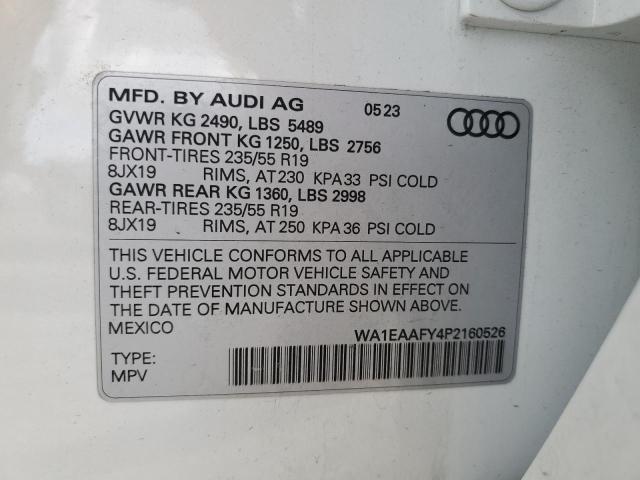 MFD. BY AUDI AG 05 23
GVWR KG 2490, LBS 5489
GAWR FRONT KG 1250, LBS 2756
FRONT-TIRES 235/55 R19
8JX19 RIMS, AT 230 KPA 33 PSI COLD
GAWR REAR KG 1360, LBS 2998
REAR-TIRES 235/55 R19
8JX19 RIMS, AT 250 KPA 36 PSI COLD
THIS VEHICLE CONFORMS TO ALL APPLICABLE
U.S. FEDERAL MOTOR VEHICLE SAFETY AND
THEFT PREVENTION STANDARDS IN EFFECT ON
THE DATE OF MANUFACTURE SHOWN ABOVE.
MEXICO WA1EAAFY4P2160526
TYPE:
MPV